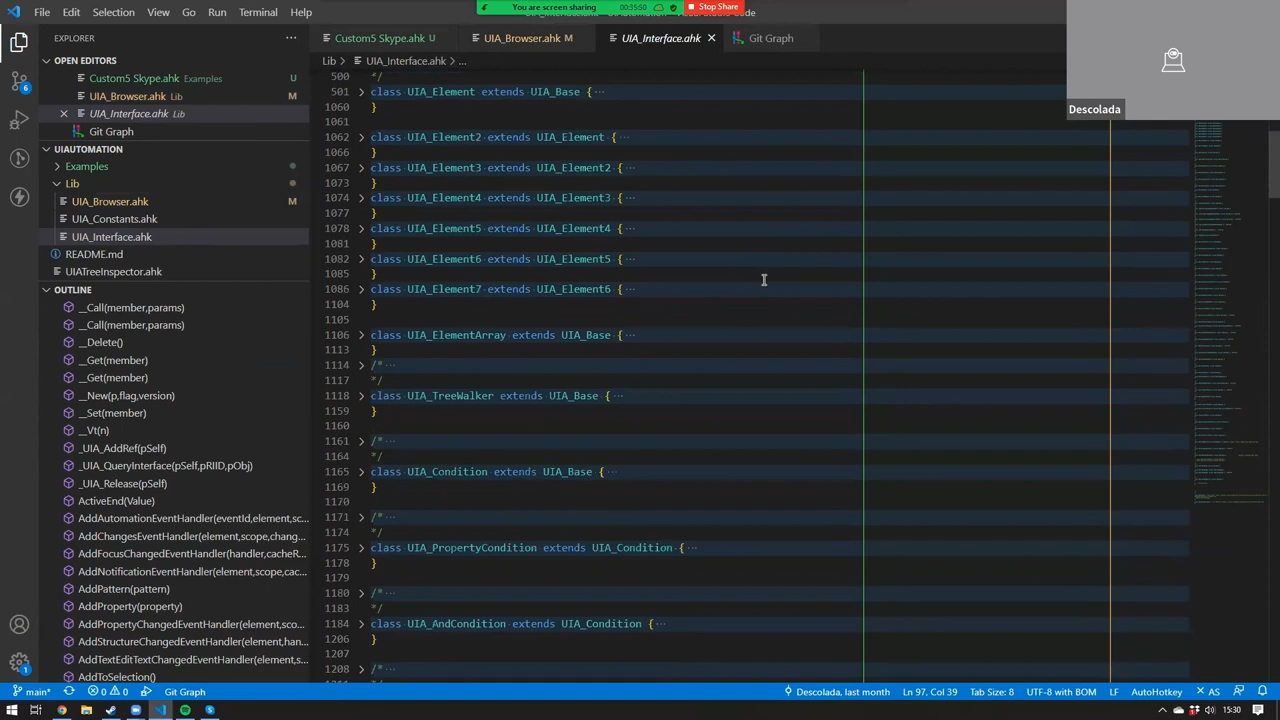 File Edit Selection View Go Run Terminal Help
You are screen sharing 00:35:50 Stop Share
EXPLORER
Custom5 Skype.ahk U
UIA_Browser.ahk M
UIA_Interface.ahk
Git Graph
Lib > UIA_Interface.ahk > ...
Descolada
OPEN EDITORS
Custom5 Skype.ahk Examples U
UIA_Browser.ahk Lib M
UIA_Interface.ahk Lib
Git Graph
UIAUTOMATION
Examples
Lib
UIA_Browser.ahk M
UIA_Constants.ahk
UIA_Interface.ahk
README.md
UIATreeInspector.ahk
OUTLINE
__Call(member,params)
__Call(member,params)
__Delete()
__Get(member)
__Get(member)
__New(p,flag,version)
__Set(member)
__Vt(n)
_UIA_AddRef(pSelf)
_UIA_QueryInterface(pSelf,pRIID,pObj)
_UIA_Release(pSelf)
ActiveEnd(Value)
AddAutomationEventHandler(eventId,element,sc...
AddChangesEventHandler(element,scope,chang...
AddFocusChangedEventHandler(handler,cacheR...
AddNotificationEventHandler(element,scope,cac...
AddPattern(pattern)
AddProperty(property)
AddPropertyChangedEventHandler(element,sco...
AddStructureChangedEventHandler(element,han...
AddTextEditTextChangedEventHandler(element,s...
AddToSelection()
500 */
501 class UIA_Element extends UIA_Base {···
1060 }
1061
1062 class UIA_Element2 extends UIA_Element {···
}
class UIA_Element3 extends UIA_Element {···
1073 }
1074 class UIA_Element4 extends UIA_Element {···
1077 }
1078 class UIA_Element5 extends UIA_Element {···
1081 }
1082 class UIA_Element6 extends UIA_Element {···
1085 }
1086 class UIA_Element7 extends UIA_Element {···
1104 }
1105
1106 class UIA_ElementArray extends UIA_Base {···
1113 }
1114 /*···
1117 */
1118 class UIA_TreeWalker extends UIA_Base {···
1159 }
1160
1161 /*···
1164 */
1165 class UIA_Condition extends UIA_Base {···
1169 }
1170
1171 /*···
1174 */
1175 class UIA_PropertyCondition extends UIA_Condition {···
1178 }
1179
1180 /*···
1183 */
1184 class UIA_AndCondition extends UIA_Condition {···
1206 }
1207
1208 /*···
main* 0 0 Git Graph Descolada, last month Ln 97, Col 39 Tab Size: 8 UTF-8 with BOM LF AutoHotkey AS
15:30